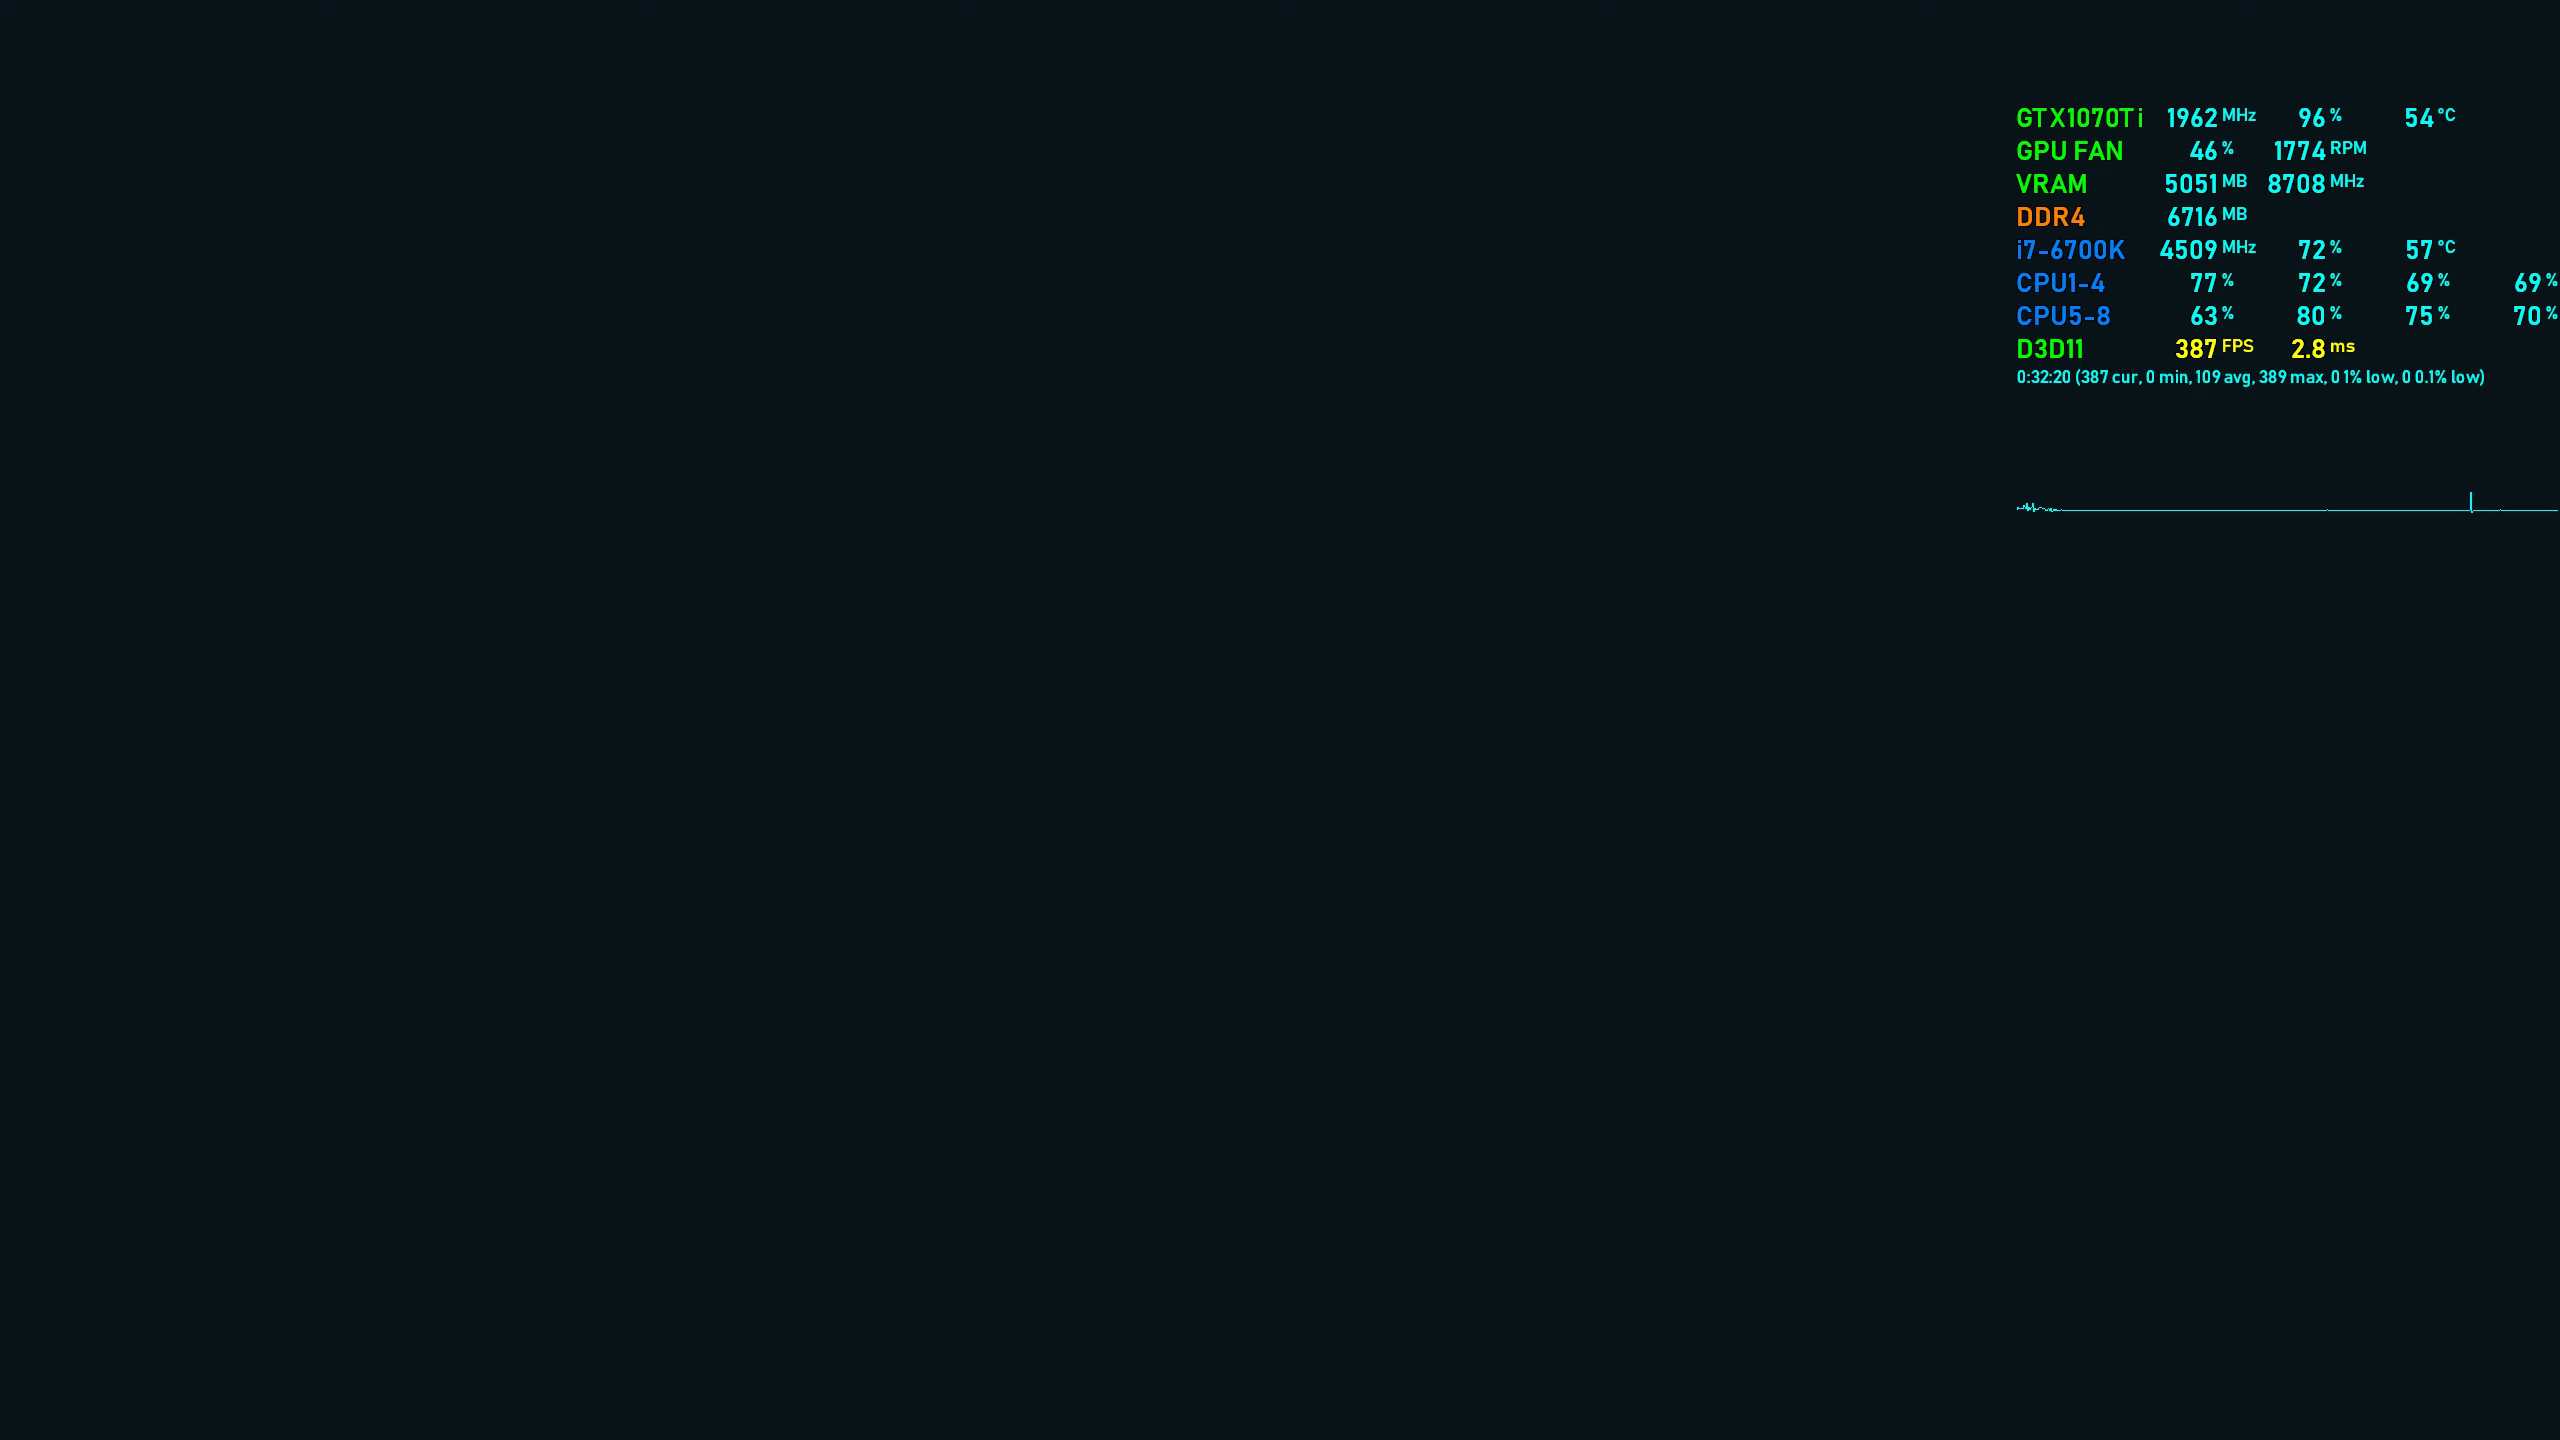 GTX1070Ti 1962 MHz 96 % 54 °C
GPU FAN 46 % 1774 RPM
VRAM 5051 MB 8708 MHz
DDR4 6716 MB
i7-6700K 4509 MHz 72 % 57 °C
CPU1-4 77 % 72 % 69 % 69 %
CPU5-8 63 % 80 % 75 % 70 %
D3D11 387 FPS 2.8 ms
0:32:20 (387 cur, 0 min, 109 avg, 389 max, 0 1% low, 0 0.1% low)